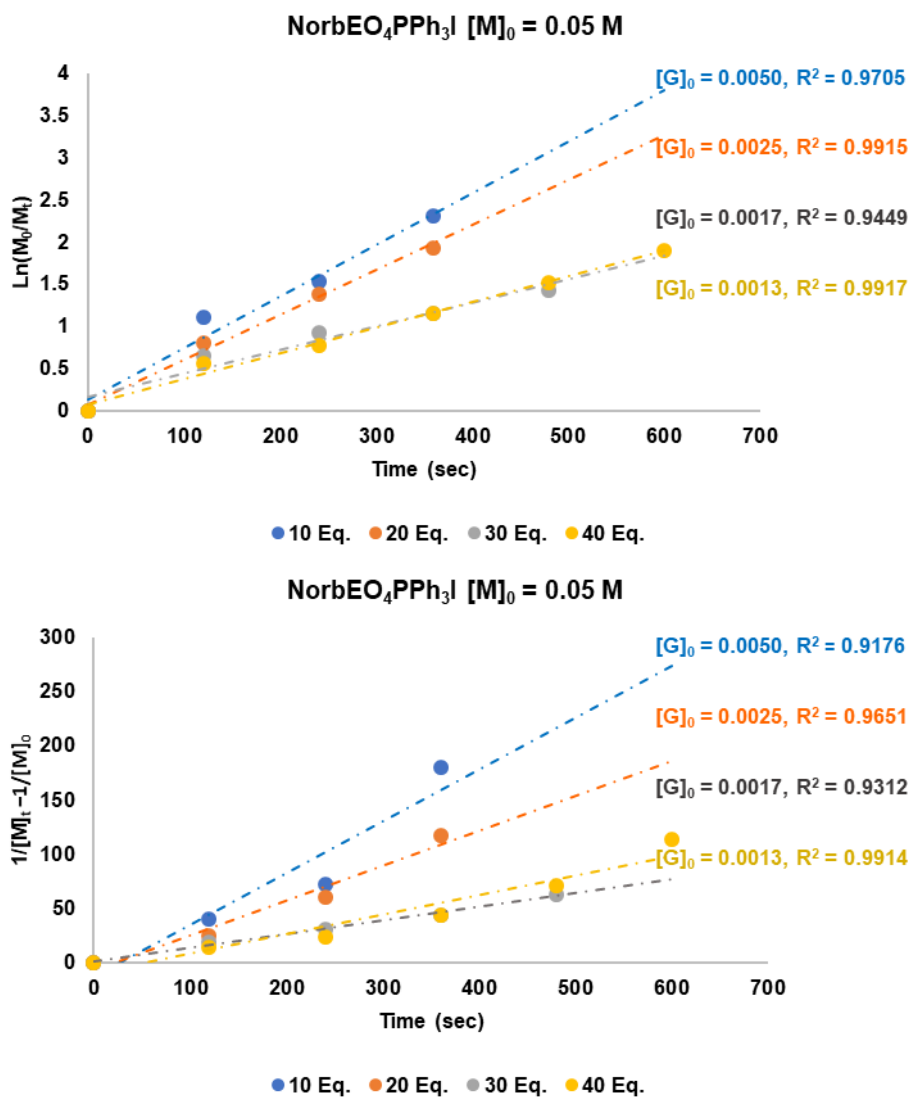 NorbEO₄PPh₃I [M]₀ = 0.05 M
[G]₀ = 0.0050, R² = 0.9705
[G]₀ = 0.0025, R² = 0.9915
[G]₀ = 0.0017, R² = 0.9449
[G]₀ = 0.0013, R² = 0.9917
Ln(M₀/Mₜ)
4
3.5
3
2.5
2
1.5
1
0.5
0
0 100 200 300 400 500 600 700
Time (sec)
10 Eq. 20 Eq. 30 Eq. 40 Eq.
NorbEO₄PPh₃I [M]₀ = 0.05 M
[G]₀ = 0.0050, R² = 0.9176
[G]₀ = 0.0025, R² = 0.9651
[G]₀ = 0.0017, R² = 0.9312
[G]₀ = 0.0013, R² = 0.9914
1/[M]ₜ –1/[M]₀
300
250
200
150
100
50
0
0 100 200 300 400 500 600 700
Time (sec)
10 Eq. 20 Eq. 30 Eq. 40 Eq.